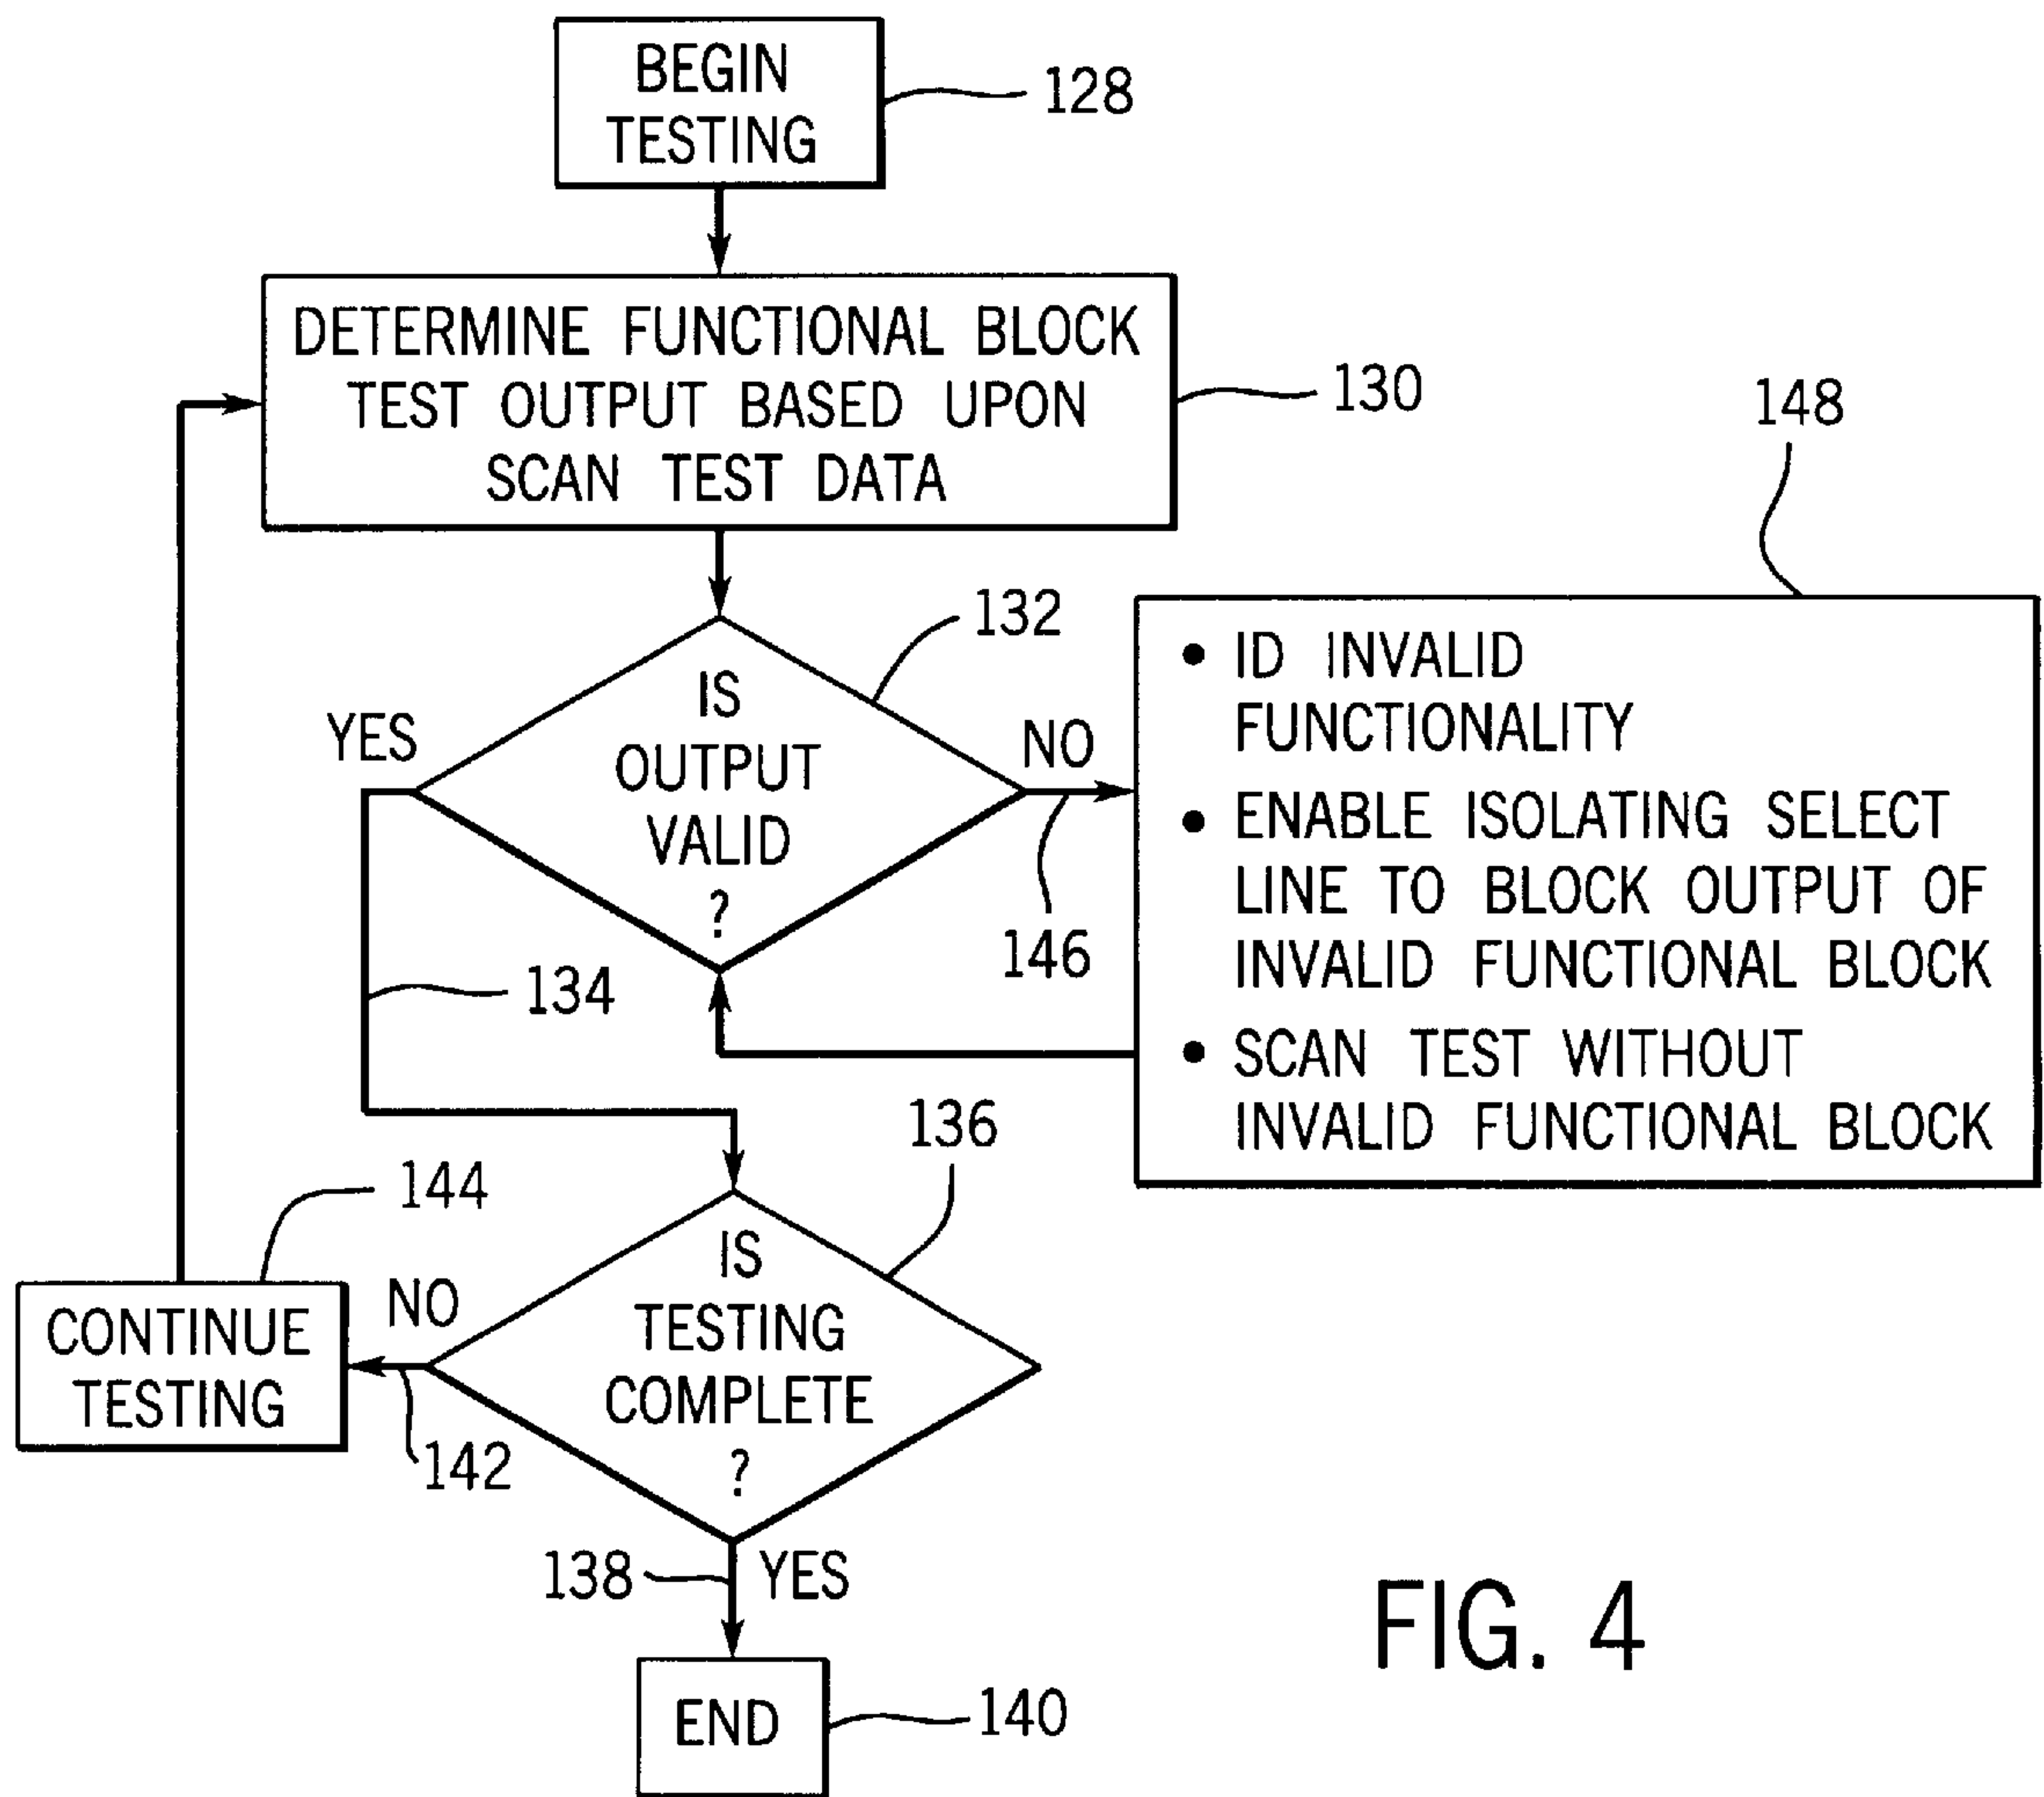 BEGIN
TESTING
128
DETERMINE FUNCTIONAL BLOCK
TEST OUTPUT BASED UPON
SCAN TEST DATA
130
148
132
IS
OUTPUT
VALID
?
YES
NO
146
134
• ID INVALID
FUNCTIONALITY
• ENABLE ISOLATING SELECT
LINE TO BLOCK OUTPUT OF
INVALID FUNCTIONAL BLOCK
• SCAN TEST WITHOUT
INVALID FUNCTIONAL BLOCK
136
144
IS
TESTING
COMPLETE
?
NO
CONTINUE
TESTING
142
138
YES
END
140
FIG. 4